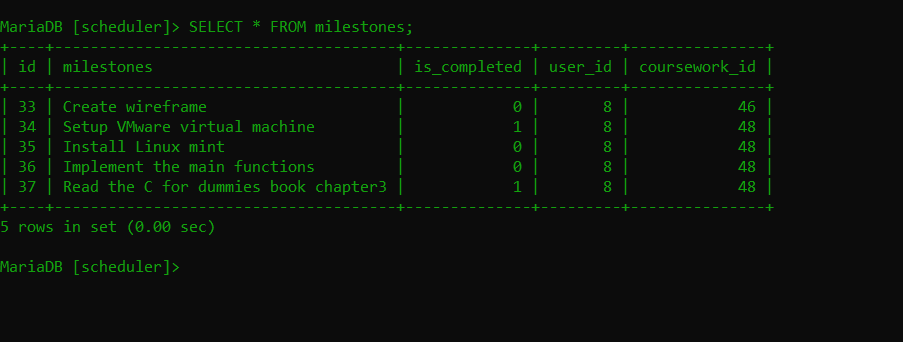 MariaDB [scheduler]> SELECT * FROM milestones;
+----+--------------------------------------+--------------+---------+---------------+
| id | milestones                           | is_completed | user_id | coursework_id |
+----+--------------------------------------+--------------+---------+---------------+
| 33 | Create wireframe                     |            0 |       8 |            46 |
| 34 | Setup VMware virtual machine         |            1 |       8 |            48 |
| 35 | Install Linux mint                   |            0 |       8 |            48 |
| 36 | Implement the main functions         |            0 |       8 |            48 |
| 37 | Read the C for dummies book chapter3 |            1 |       8 |            48 |
+----+--------------------------------------+--------------+---------+---------------+
5 rows in set (0.00 sec)
MariaDB [scheduler]>